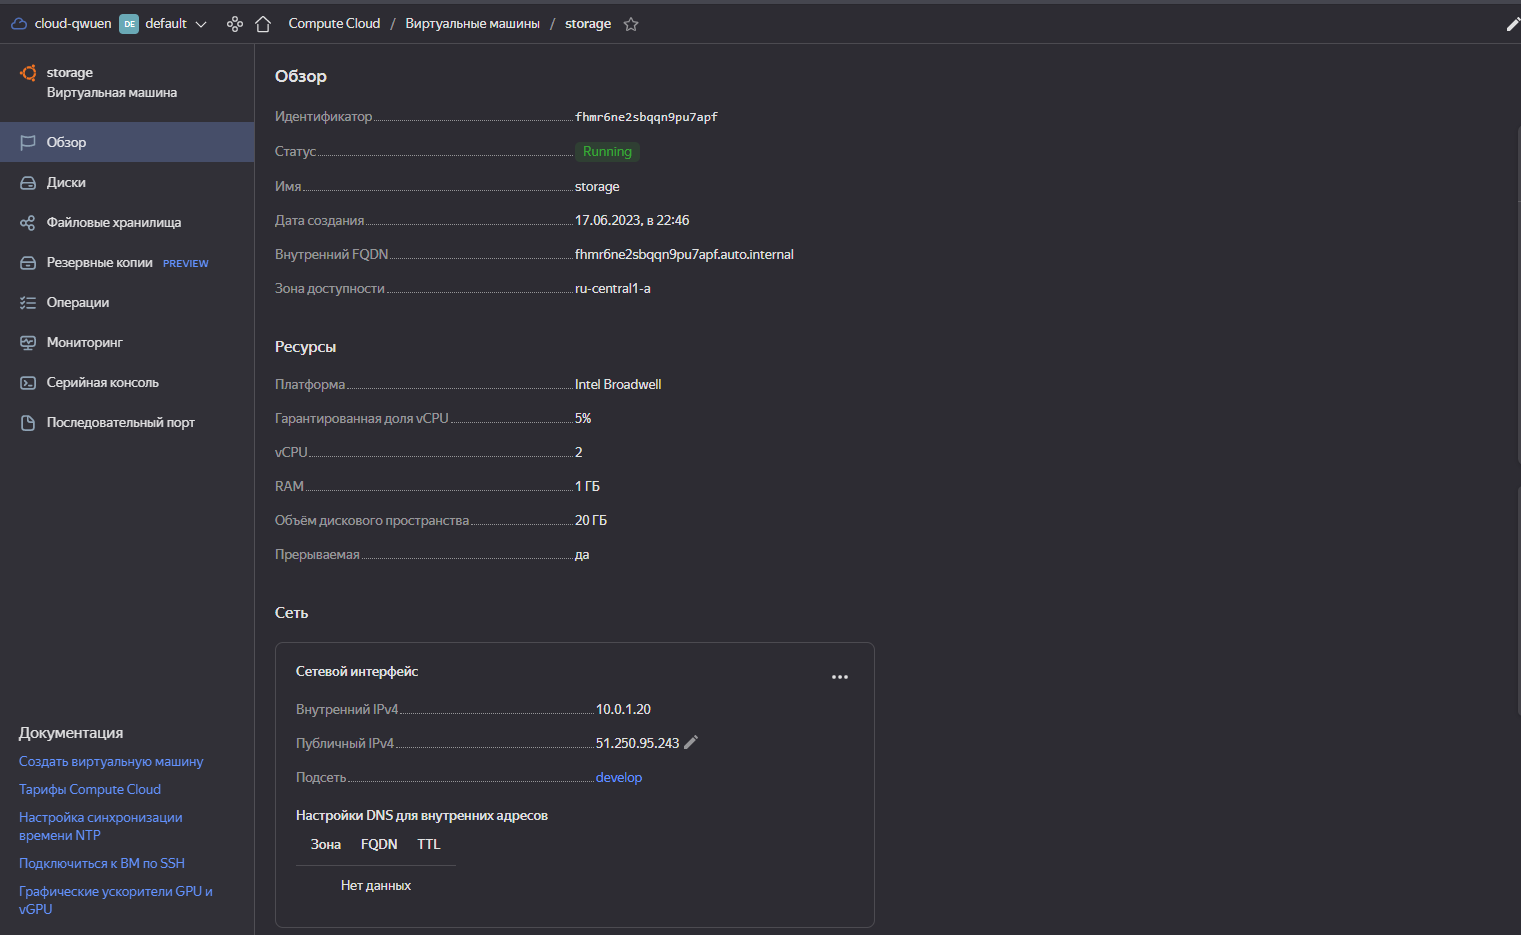 cloud-qwuen DE default Compute Cloud / Виртуальные машины / storage
storage
Виртуальная машина
Обзор
Диски
Файловые хранилища
Резервные копии PREVIEW
Операции
Мониторинг
Серийная консоль
Последовательный порт
Документация
Создать виртуальную машину
Тарифы Compute Cloud
Настройка синхронизации
времени NTP
Подключиться к ВМ по SSH
Графические ускорители GPU и
vGPU
Обзор
Идентификатор fhmr6ne2sbqqn9pu7apf
Статус Running
Имя storage
Дата создания 17.06.2023, в 22:46
Внутренний FQDN fhmr6ne2sbqqn9pu7apf.auto.internal
Зона доступности ru-central1-a
Ресурсы
Платформа Intel Broadwell
Гарантированная доля vCPU 5%
vCPU 2
RAM 1 ГБ
Объём дискового пространства 20 ГБ
Прерываемая да
Сеть
Сетевой интерфейс
Внутренний IPv4 10.0.1.20
Публичный IPv4 51.250.95.243
Подсеть develop
Настройки DNS для внутренних адресов
Зона FQDN TTL
Нет данных